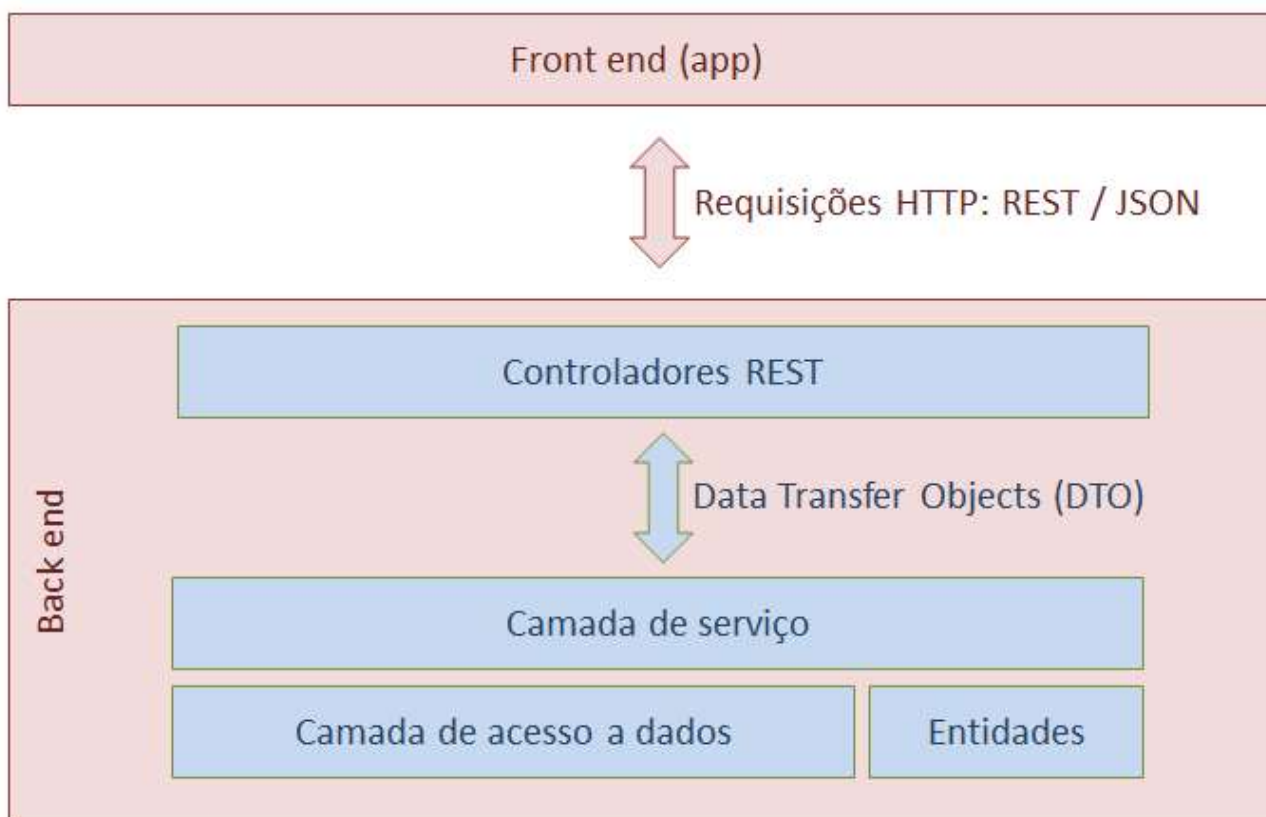 Front end (app)
Requisições HTTP: REST / JSON
Controladores REST
Data Transfer Objects (DTO)
Back end
Camada de serviço
Camada de acesso a dados
Entidades